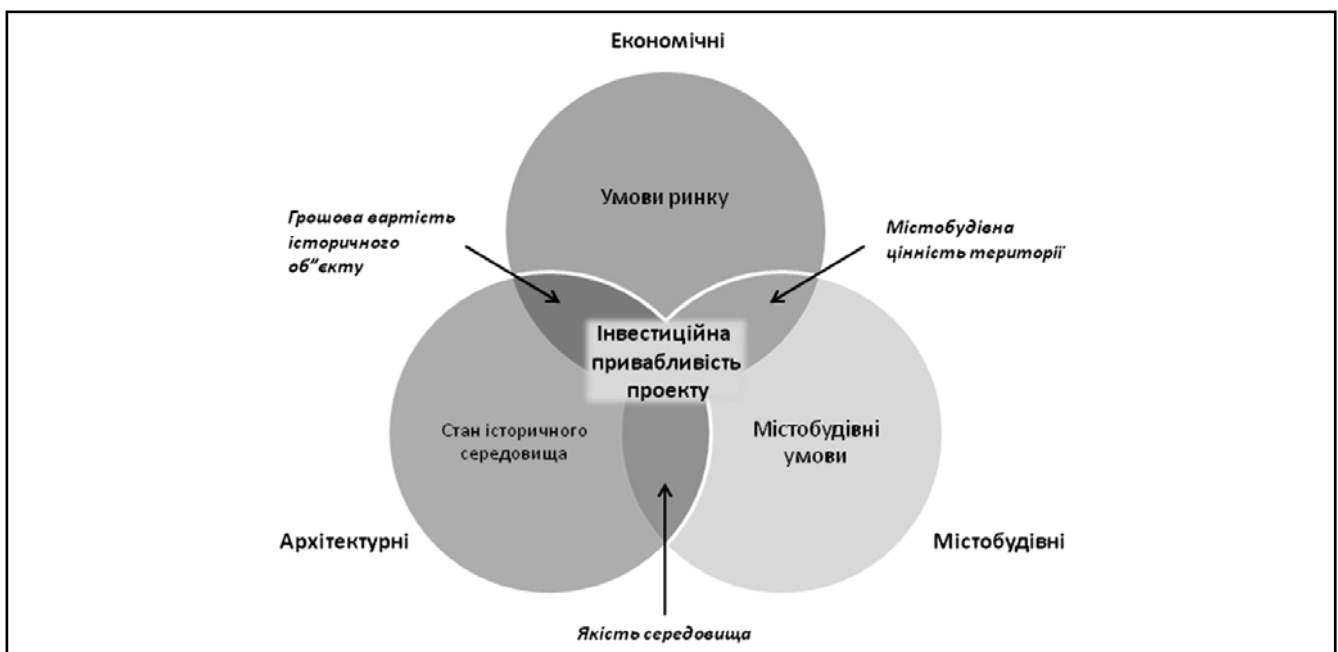 Економічні
Умови ринку
Грошова вартість
історичного
об"єкту
Містобудівна
цінність території
Інвестиційна
привабливість
проекту
Стан історичного
середовища
Містобудівні
умови
Архітектурні
Містобудівні
Якість середовища